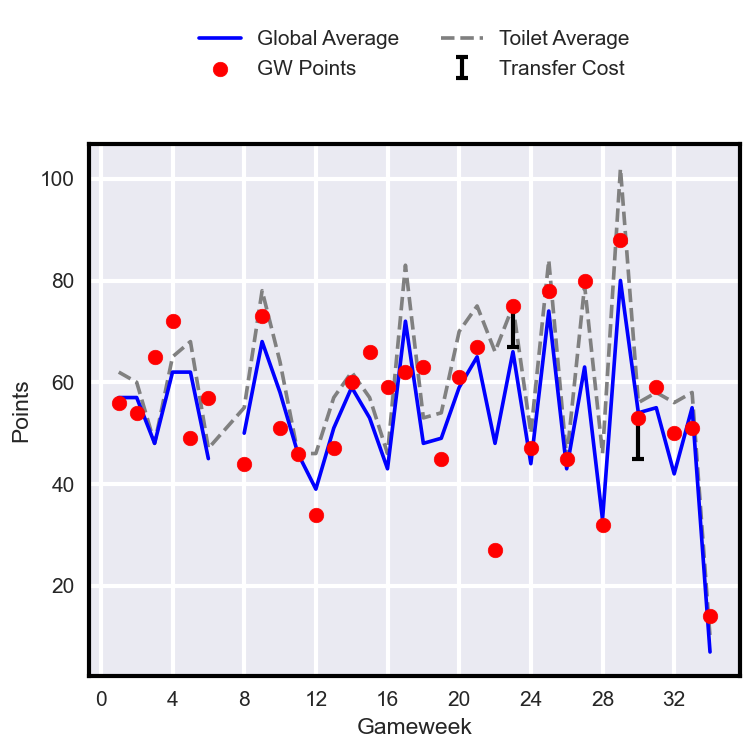 Global Average Toilet Average
GW Points Transfer Cost
100
80
60
40
20
Points
0 4 8 12 16 20 24 28 32
Gameweek